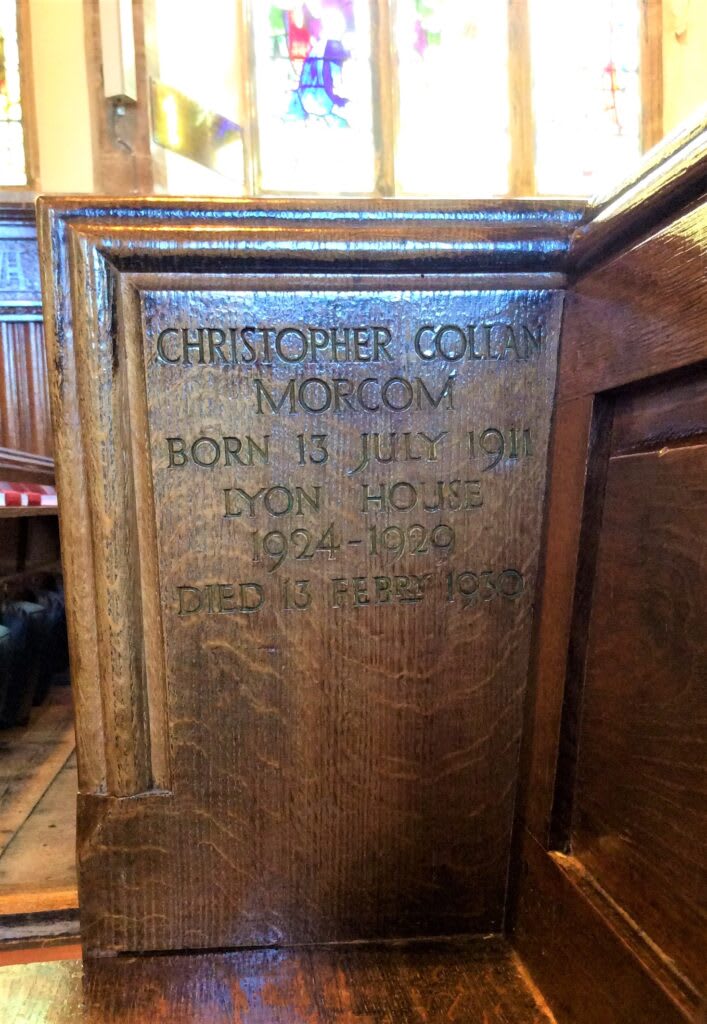 CHRISTOPHER COLLAN
MORCOM
BORN 13 JULY 1911
LYON HOUSE
1924-1929
DIED 13 FEBRY 1930